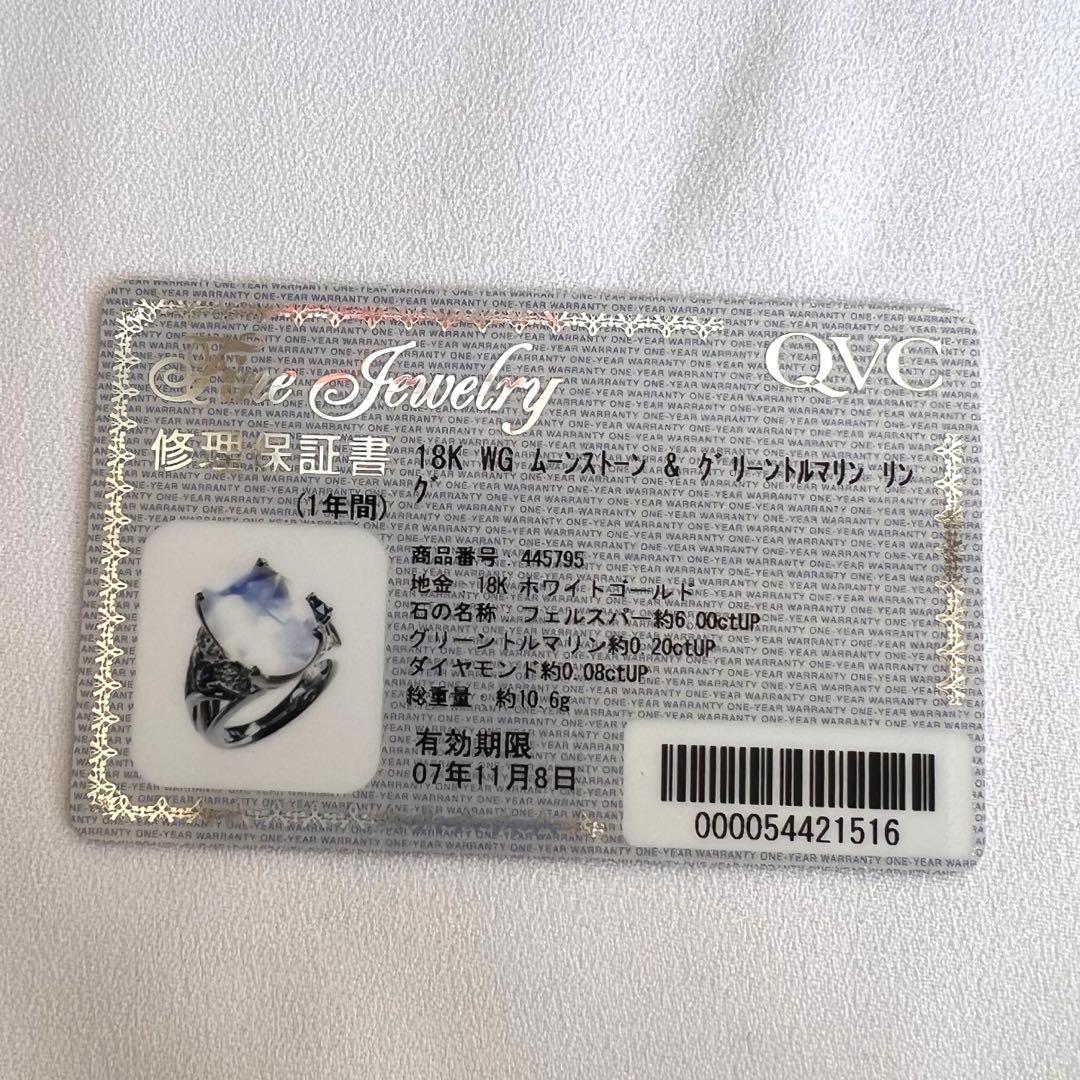 Fine Jewelry
QVC
修理保証書
(1年間)
18K WG ムーンストーン & グリーントルマリン リン
グ
商品番号 : 445795
地金 : 18K ホワイトゴールド
石の名称 : フェルスパー約6.00ctUP
グリーントルマリン約0.20ctUP
ダイヤモンド約0.08ctUP
総重量 : 約10.6g
有効期限
07年11月8日
000054421516
ONE-YEAR WARRANTY